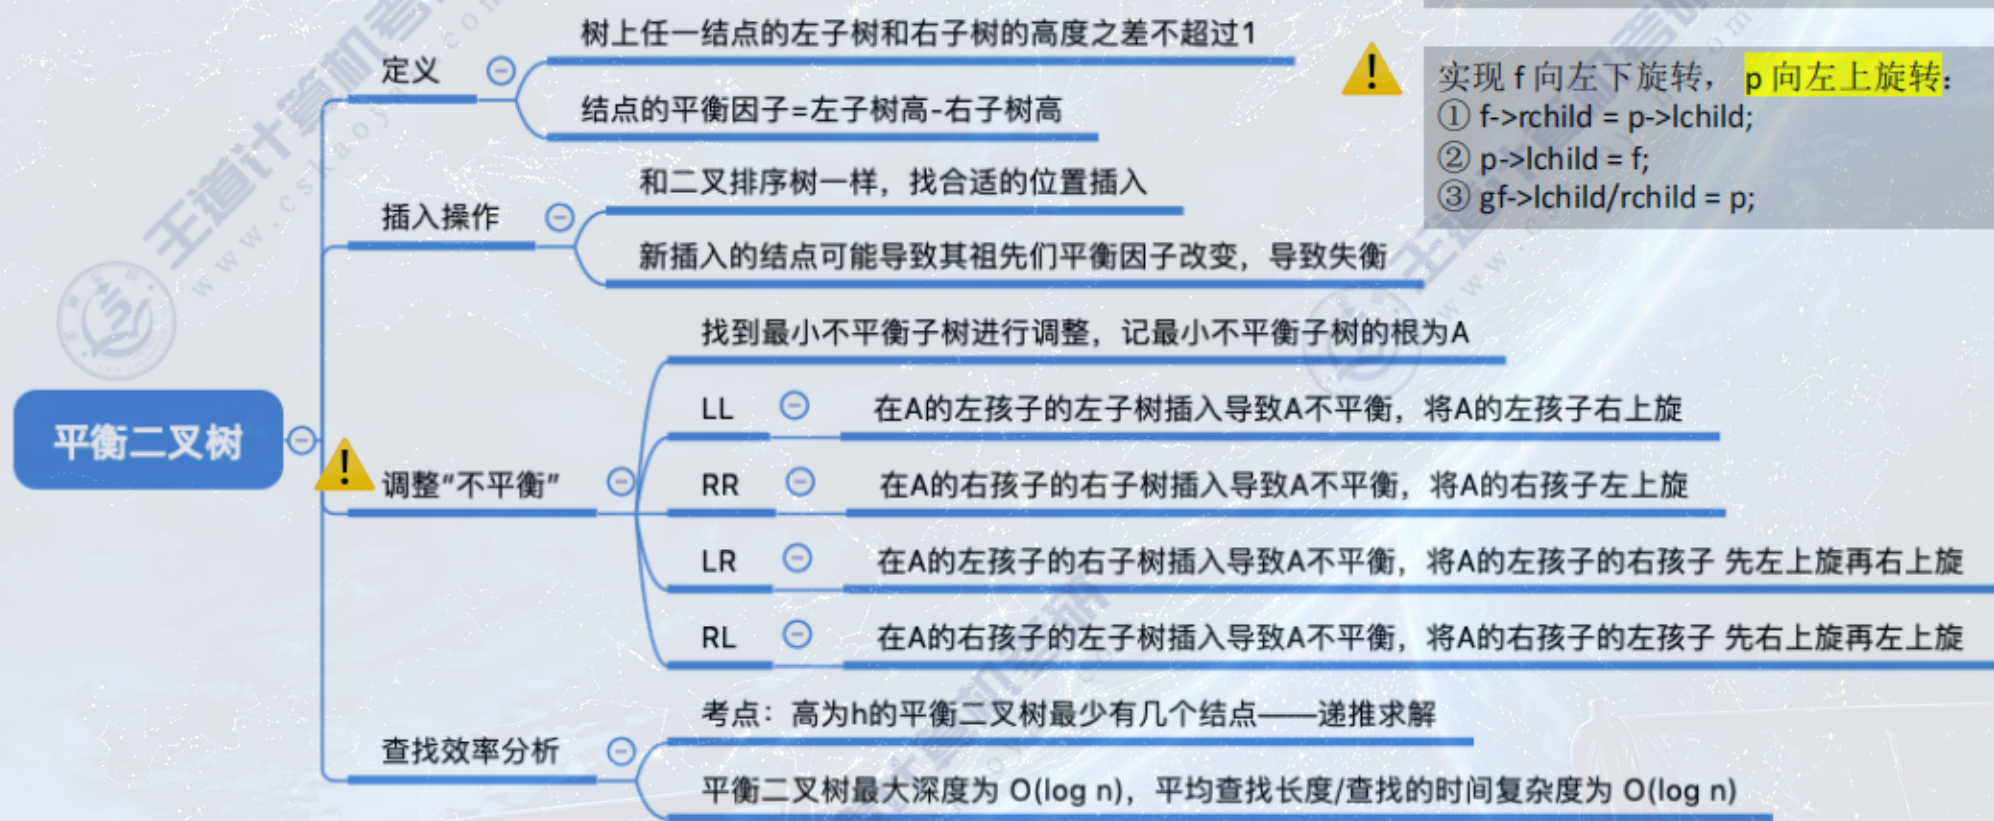 树上任一结点的左子树和右子树的高度之差不超过1
定义
结点的平衡因子=左子树高-右子树高
实现 f 向左下旋转， p 向左上旋转：
① f->rchild = p->lchild;
② p->lchild = f;
③ gf->lchild/rchild = p;
和二叉排序树一样，找合适的位置插入
插入操作
新插入的结点可能导致其祖先们平衡因子改变，导致失衡
找到最小不平衡子树进行调整，记最小不平衡子树的根为A
LL 在A的左孩子的左子树插入导致A不平衡，将A的左孩子右上旋
平衡二叉树
调整“不平衡”
RR 在A的右孩子的右子树插入导致A不平衡，将A的右孩子左上旋
LR 在A的左孩子的右子树插入导致A不平衡，将A的左孩子的右孩子 先左上旋再右上旋
RL 在A的右孩子的左子树插入导致A不平衡，将A的右孩子的左孩子 先右上旋再左上旋
考点：高为h的平衡二叉树最少有几个结点——递推求解
查找效率分析
平衡二叉树最大深度为 O(log n)，平均查找长度/查找的时间复杂度为 O(log n)
王道计算机考研